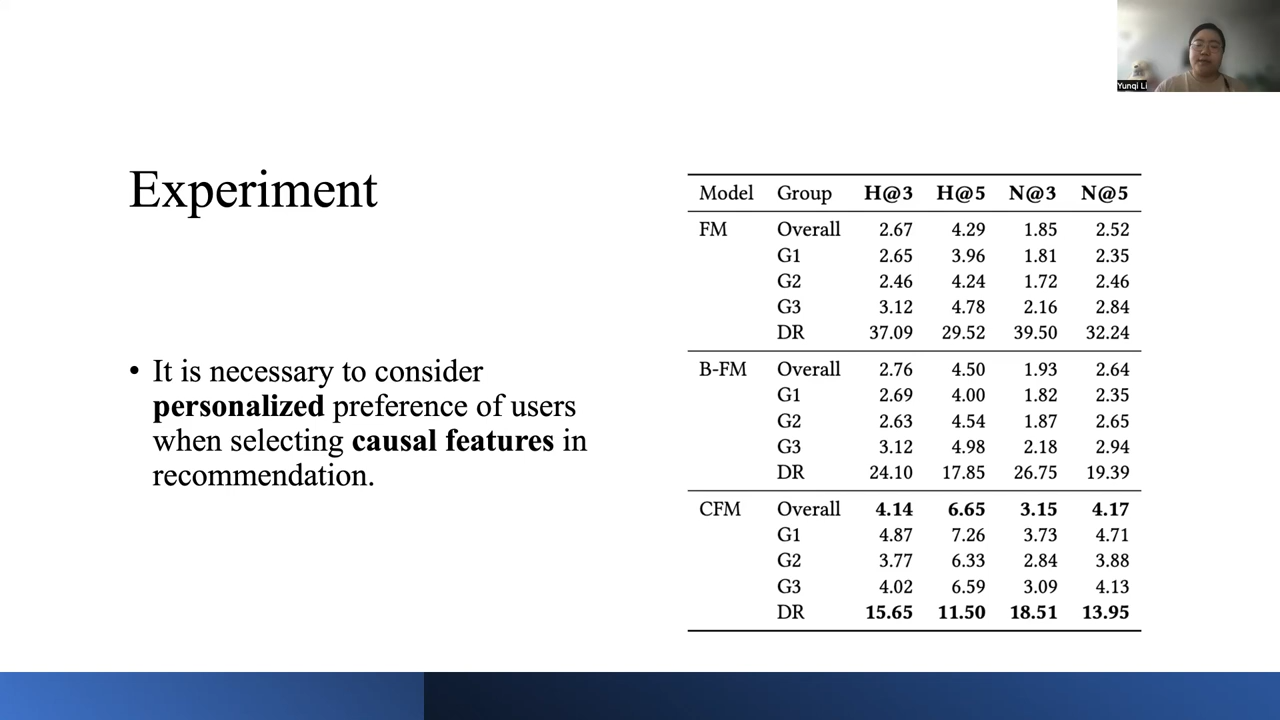 Yunqi Li
Experiment
• It is necessary to consider
personalized preference of users
when selecting causal features in
recommendation.
Model Group H@3 H@5 N@3 N@5
FM Overall 2.67 4.29 1.85 2.52
G1 2.65 3.96 1.81 2.35
G2 2.46 4.24 1.72 2.46
G3 3.12 4.78 2.16 2.84
DR 37.09 29.52 39.50 32.24
B-FM Overall 2.76 4.50 1.93 2.64
G1 2.69 4.00 1.82 2.35
G2 2.63 4.54 1.87 2.65
G3 3.12 4.98 2.18 2.94
DR 24.10 17.85 26.75 19.39
CFM Overall 4.14 6.65 3.15 4.17
G1 4.87 7.26 3.73 4.71
G2 3.77 6.33 2.84 3.88
G3 4.02 6.59 3.09 4.13
DR 15.65 11.50 18.51 13.95